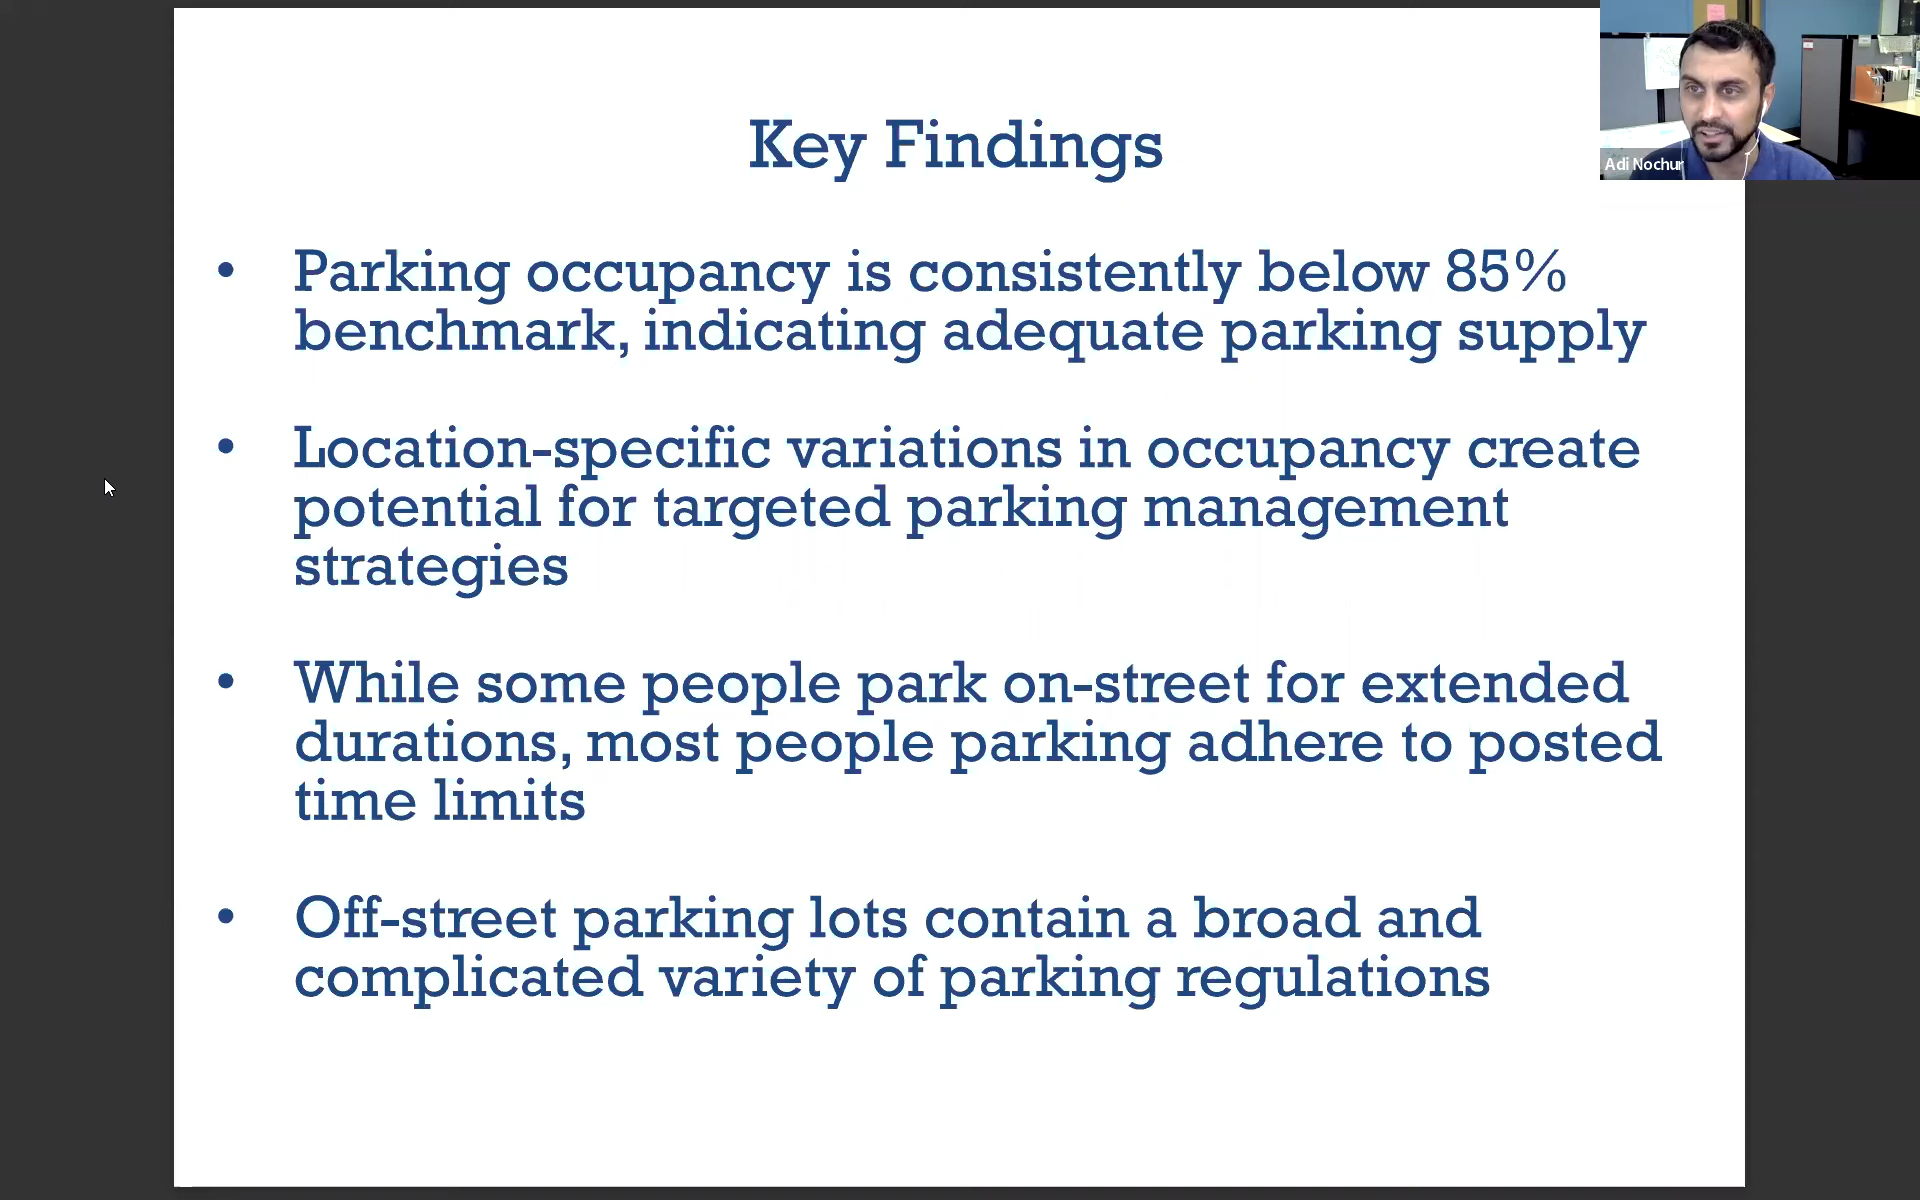 Key Findings
• Parking occupancy is consistently below 85%
benchmark, indicating adequate parking supply
• Location-specific variations in occupancy create
potential for targeted parking management
strategies
• While some people park on-street for extended
durations, most people parking adhere to posted
time limits
• Off-street parking lots contain a broad and
complicated variety of parking regulations
Adi Nochur